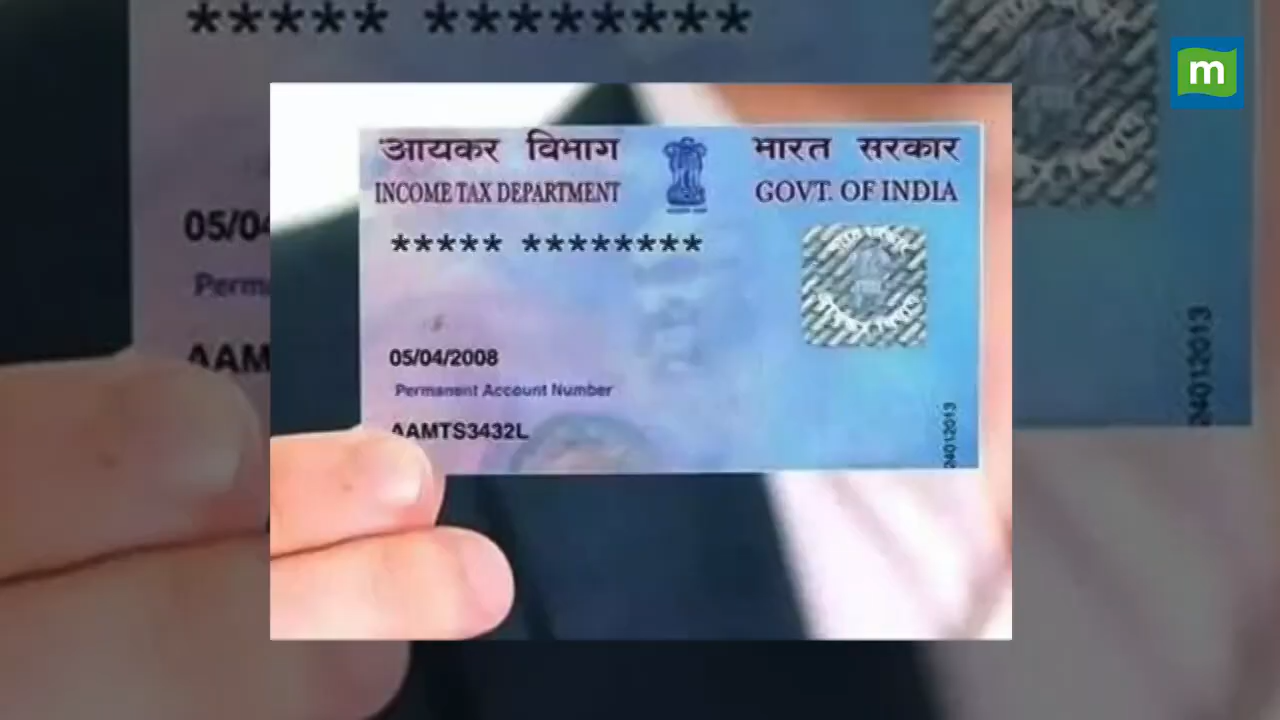 आयकर विभाग
INCOME TAX DEPARTMENT
भारत सरकार
GOVT. OF INDIA
***** ********
05/04/2008
Permanent Account Number
AAMTS3432L
24012013
m